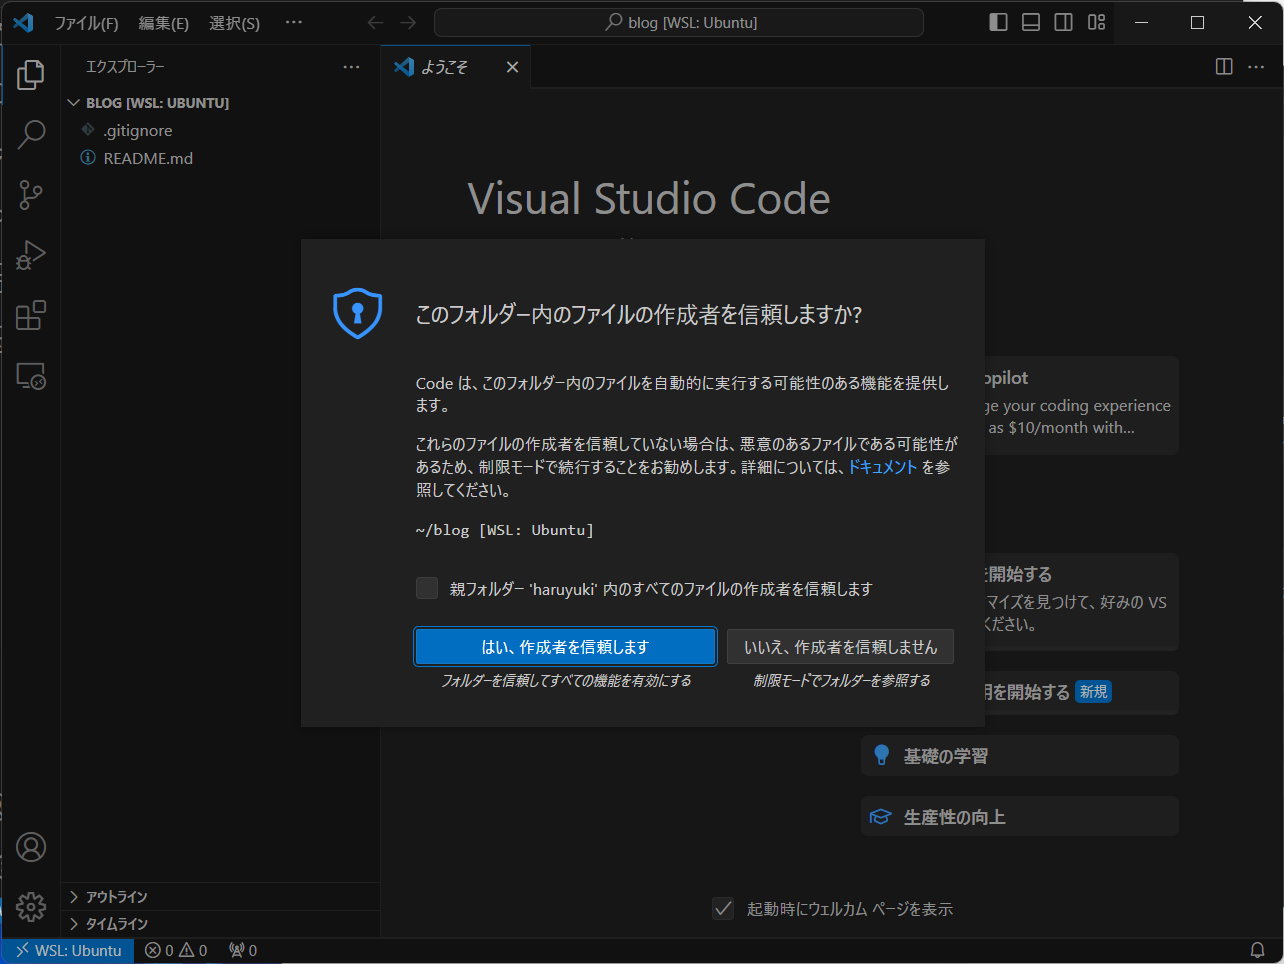 ファイル(F) 編集(E) 選択(S) ···
blog [WSL: Ubuntu]
エクスプローラー ···
ようこそ
BLOG [WSL: UBUNTU]
.gitignore
README.md
Visual Studio Code
このフォルダー内のファイルの作成者を信頼しますか?
Code は、このフォルダー内のファイルを自動的に実行する可能性のある機能を提供し
ます。
これらのファイルの作成者を信頼していない場合は、悪意のあるファイルである可能性が
あるため、制限モードで続行することをお勧めします。詳細については、ドキュメント を参
照してください。
~/blog [WSL: Ubuntu]
親フォルダー 'haruyuki' 内のすべてのファイルの作成者を信頼します
はい、作成者を信頼します
いいえ、作成者を信頼しません
フォルダーを信頼してすべての機能を有効にする
制限モードでフォルダーを参照する
your coding experience
as $10/month with...
を開始する
マイズを見つけて、好みの VS
ください。
を開始する 新規
基礎の学習
生産性の向上
起動時にウェルカム ページを表示
アウトライン
タイムライン
WSL: Ubuntu 0 0 0